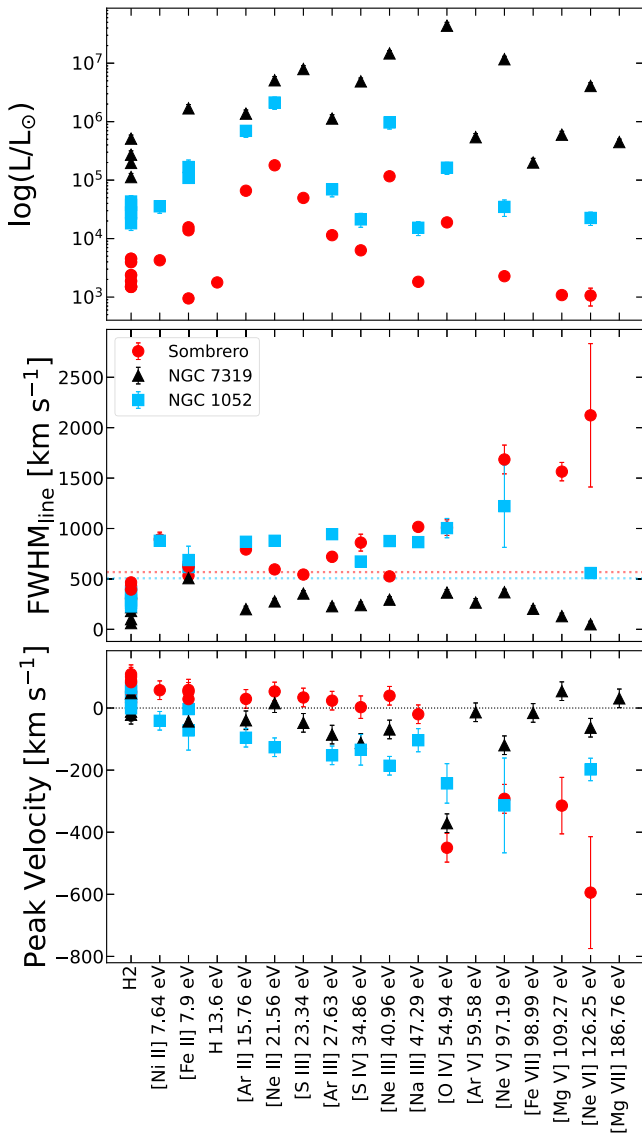 log(L/L☉)
10⁷
10⁶
10⁵
10⁴
10³
FWHM_line [km s⁻¹]
2500
2000
1500
1000
500
0
Sombrero
NGC 7319
NGC 1052
Peak Velocity [km s⁻¹]
0
−200
−400
−600
−800
H2
[Ni II] 7.64 eV
[Fe II] 7.9 eV
H 13.6 eV
[Ar II] 15.76 eV
[Ne II] 21.56 eV
[S III] 23.34 eV
[Ar III] 27.63 eV
[S IV] 34.86 eV
[Ne III] 40.96 eV
[Na III] 47.29 eV
[O IV] 54.94 eV
[Ar V] 59.58 eV
[Ne V] 97.19 eV
[Fe VII] 98.99 eV
[Mg V] 109.27 eV
[Ne VI] 126.25 eV
[Mg VII] 186.76 eV